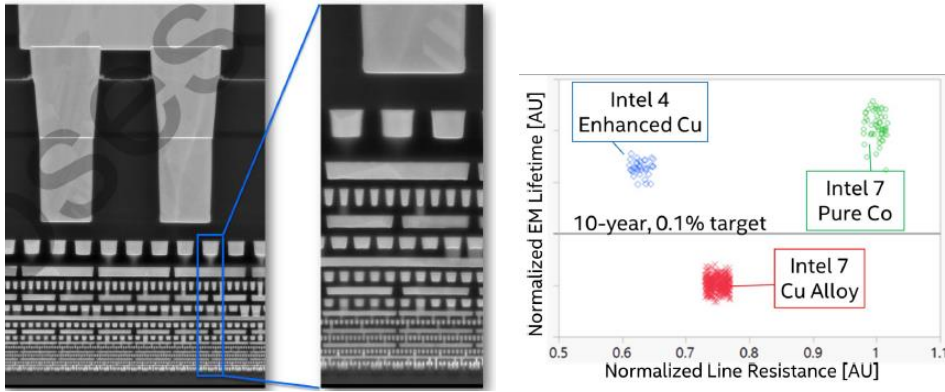 Intel 4
Enhanced Cu
Intel 7
Pure Co
10-year, 0.1% target
Intel 7
Cu Alloy
Normalized EM Lifetime [AU]
0.5
0.6
0.7
0.8
0.9
1
1.1
Normalized Line Resistance [AU]